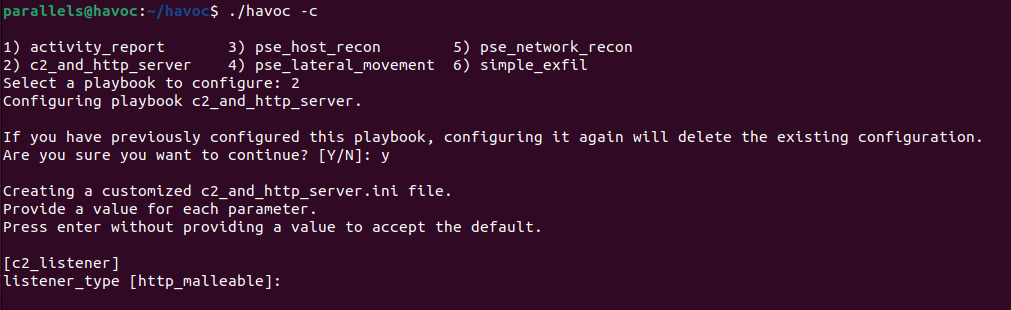 parallels@havoc:~/havoc$ ./havoc -c
1) activity_report 3) pse_host_recon 5) pse_network_recon
2) c2_and_http_server 4) pse_lateral_movement 6) simple_exfil
Select a playbook to configure: 2
Configuring playbook c2_and_http_server.
If you have previously configured this playbook, configuring it again will delete the existing configuration.
Are you sure you want to continue? [Y/N]: y
Creating a customized c2_and_http_server.ini file.
Provide a value for each parameter.
Press enter without providing a value to accept the default.
[c2_listener]
listener_type [http_malleable]: